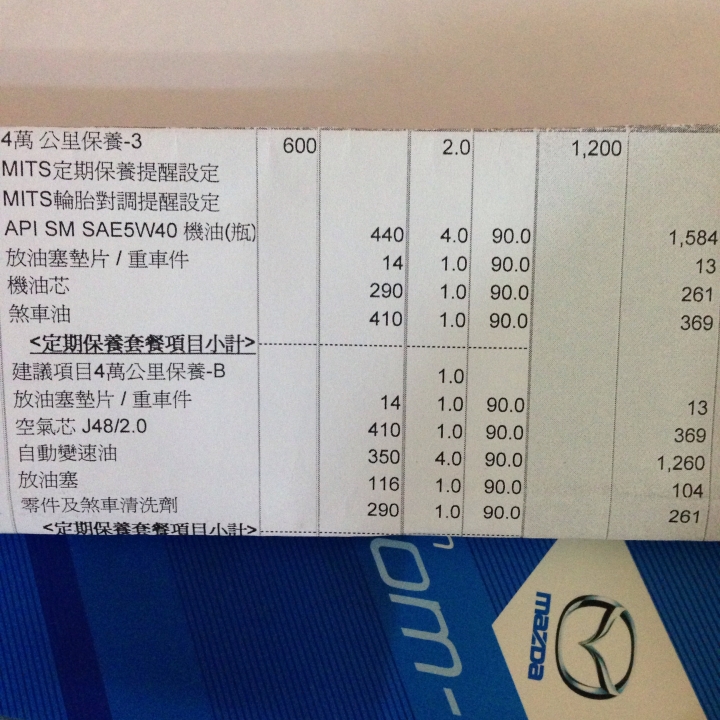 4萬 公里保養-3 600 2.0 1,200
MITS定期保養提醒設定
MITS輪胎對調提醒設定
API SM SAE5W40 機油(瓶) 440 4.0 90.0 1,584
放油塞墊片 / 重車件 14 1.0 90.0 13
機油芯 290 1.0 90.0 261
煞車油 410 1.0 90.0 369
<定期保養套餐項目小計>
建議項目4萬公里保養-B 1.0
放油塞墊片 / 重車件 14 1.0 90.0 13
空氣芯 J48/2.0 410 1.0 90.0 369
自動變速油 350 4.0 90.0 1,260
放油塞 116 1.0 90.0 104
零件及煞車清洗劑 290 1.0 90.0 261
<定期保養套餐項目小計>
om-
mazda